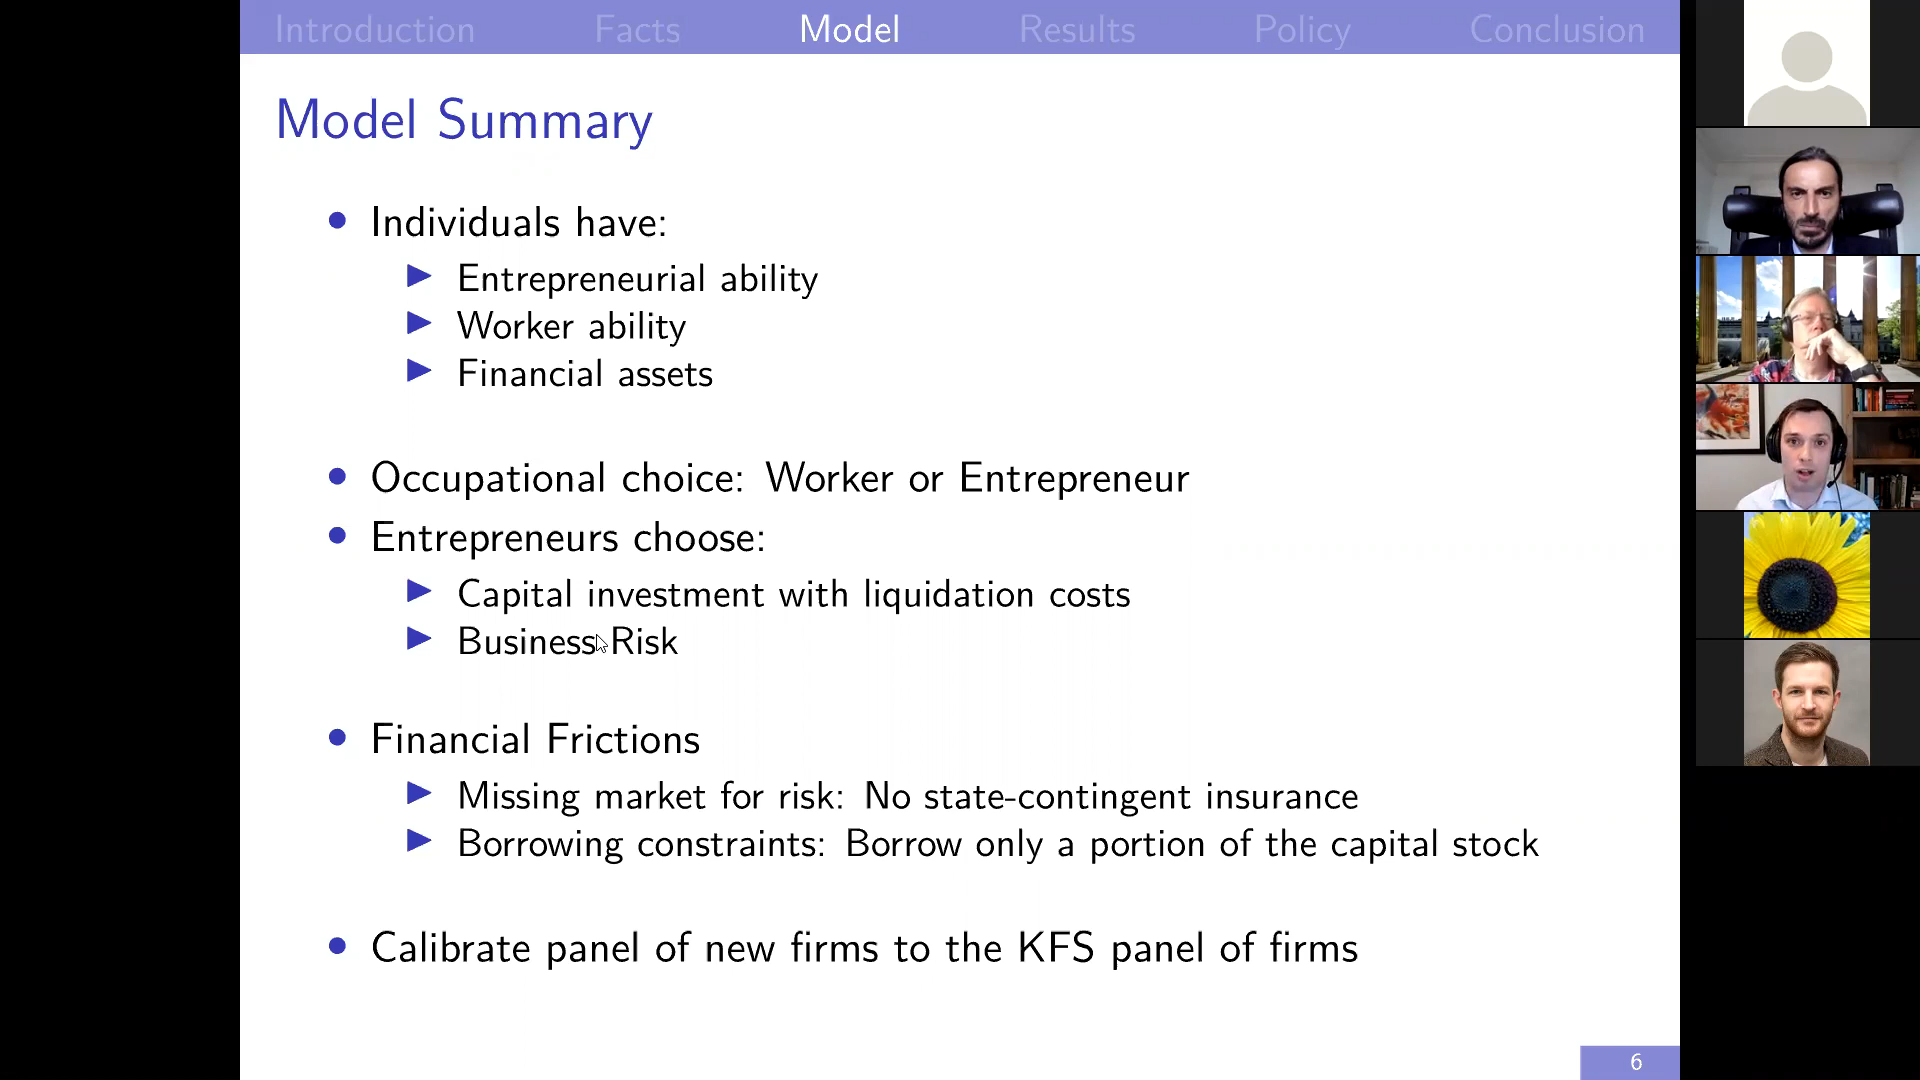 Introduction Facts Model Results Policy Conclusion
Model Summary
Individuals have:
Entrepreneurial ability
Worker ability
Financial assets
Occupational choice: Worker or Entrepreneur
Entrepreneurs choose:
Capital investment with liquidation costs
Business Risk
Financial Frictions
Missing market for risk: No state-contingent insurance
Borrowing constraints: Borrow only a portion of the capital stock
Calibrate panel of new firms to the KFS panel of firms
6